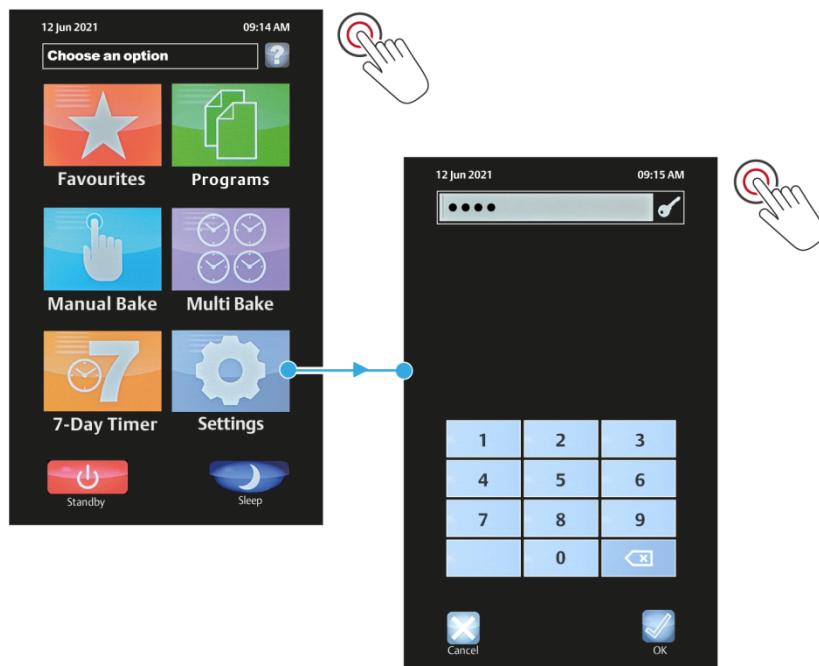 12 Jun 2021 09:14 AM
Choose an option ?
Favourites Programs
Manual Bake Multi Bake
7
7-Day Timer Settings
Standby Sleep
12 Jun 2021 09:15 AM
1 2 3
4 5 6
7 8 9
0
Cancel OK